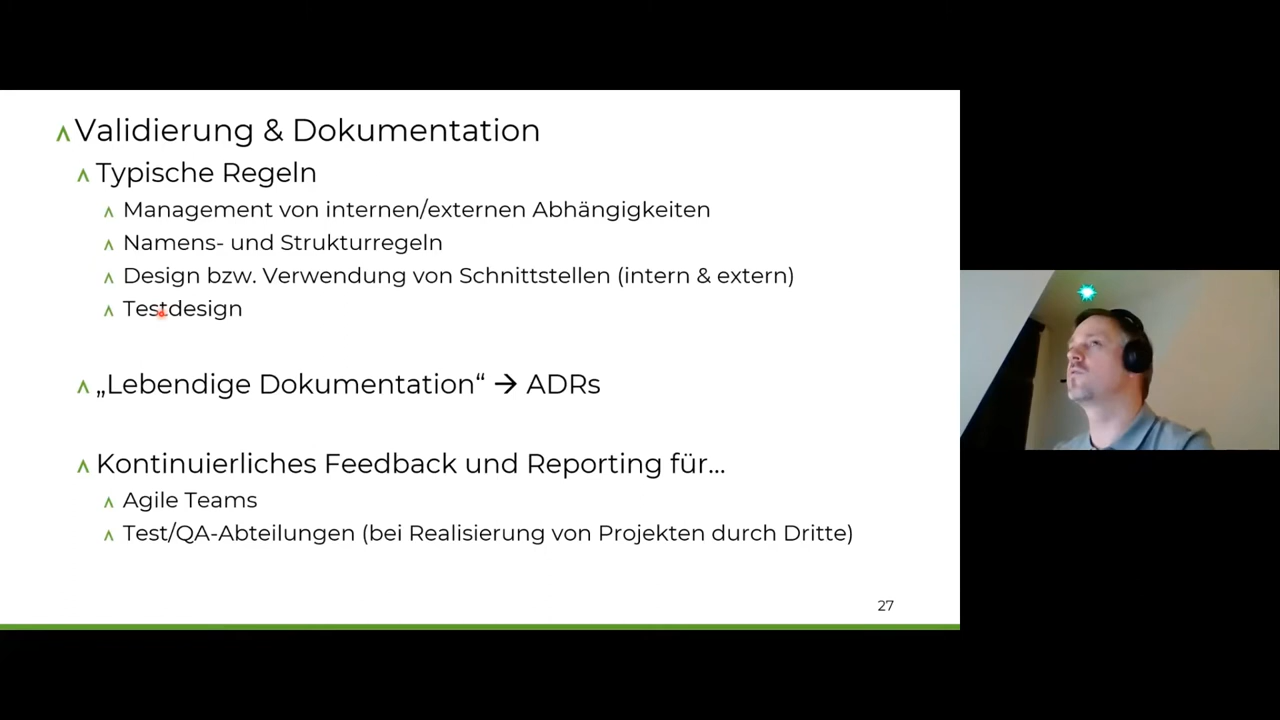 Validierung & Dokumentation
Typische Regeln
Management von internen/externen Abhängigkeiten
Namens- und Strukturregeln
Design bzw. Verwendung von Schnittstellen (intern & extern)
Testdesign
„Lebendige Dokumentation“ → ADRs
Kontinuierliches Feedback und Reporting für...
Agile Teams
Test/QA-Abteilungen (bei Realisierung von Projekten durch Dritte)
27